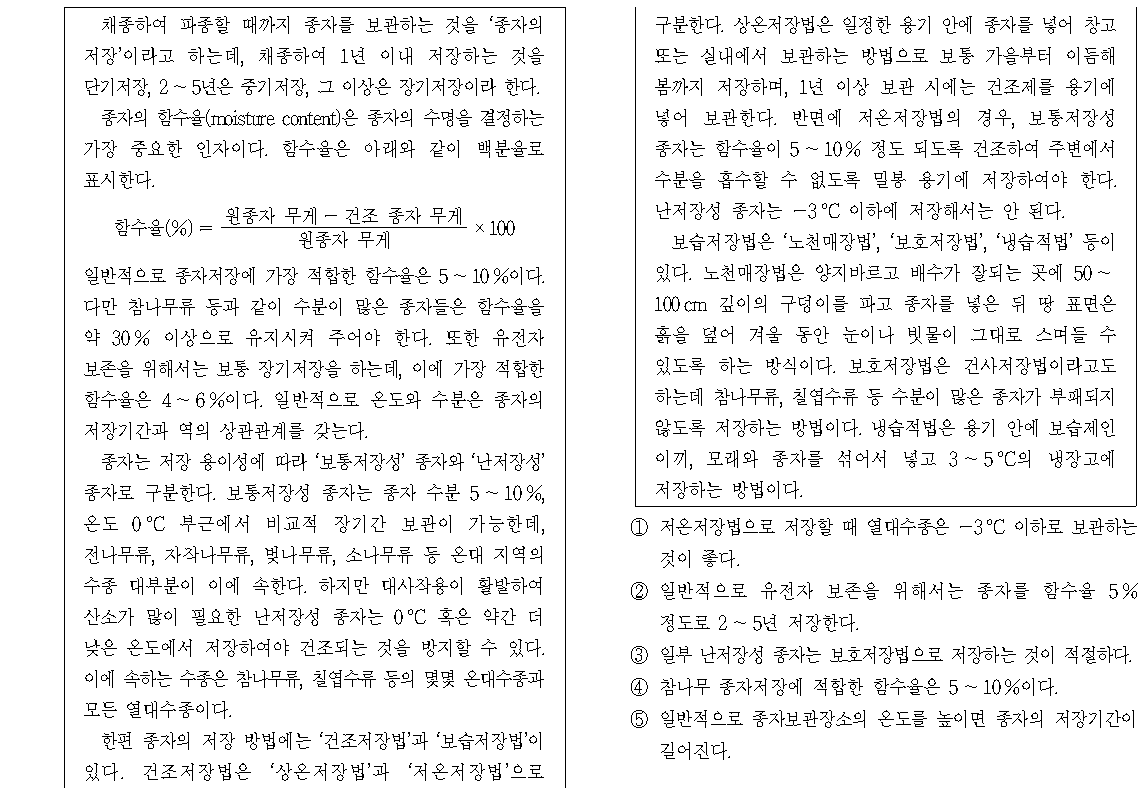 채종하여 파종할 때까지 종자를 보관하는 것을 ‘종자의
저장’이라고 하는데, 채종하여 1년 이내 저장하는 것을
단기저장, 2～5년은 중기저장, 그 이상은 장기저장이라 한다.
종자의 함수율(moisture content)은 종자의 수명을 결정하는
가장 중요한 인자이다. 함수율은 아래와 같이 백분율로
표시한다.
함수율(%) = (원종자 무게 − 건조 종자 무게) / 원종자 무게 × 100
일반적으로 종자저장에 가장 적합한 함수율은 5～10%이다.
다만 참나무류 등과 같이 수분이 많은 종자들은 함수율을
약 30% 이상으로 유지시켜 주어야 한다. 또한 유전자
보존을 위해서는 보통 장기저장을 하는데, 이에 가장 적합한
함수율은 4～6%이다. 일반적으로 온도와 수분은 종자의
저장기간과 역의 상관관계를 갖는다.
종자는 저장 용이성에 따라 ‘보통저장성’ 종자와 ‘난저장성’
종자로 구분한다. 보통저장성 종자는 종자 수분 5～10%,
온도 0℃ 부근에서 비교적 장기간 보관이 가능한데,
전나무류, 자작나무류, 벚나무류, 소나무류 등 온대 지역의
수종 대부분이 이에 속한다. 하지만 대사작용이 활발하여
산소가 많이 필요한 난저장성 종자는 0℃ 혹은 약간 더
낮은 온도에서 저장하여야 건조되는 것을 방지할 수 있다.
이에 속하는 수종은 참나무류, 칠엽수류 등의 몇몇 온대수종과
모든 열대수종이다.
한편 종자의 저장 방법에는 ‘건조저장법’과 ‘보습저장법’이
있다. 건조저장법은 ‘상온저장법’과 ‘저온저장법’으로
구분한다. 상온저장법은 일정한 용기 안에 종자를 넣어 창고
또는 실내에서 보관하는 방법으로 보통 가을부터 이듬해
봄까지 저장하며, 1년 이상 보관 시에는 건조제를 용기에
넣어 보관한다. 반면에 저온저장법의 경우, 보통저장성
종자는 함수율이 5～10% 정도 되도록 건조하여 주변에서
수분을 흡수할 수 없도록 밀봉 용기에 저장하여야 한다.
난저장성 종자는 −3℃ 이하에 저장해서는 안 된다.
보습저장법은 ‘노천매장법’, ‘보호저장법’, ‘냉습적법’ 등이
있다. 노천매장법은 양지바르고 배수가 잘되는 곳에 50～
100cm 깊이의 구덩이를 파고 종자를 넣은 뒤 땅 표면은
흙을 덮어 겨울 동안 눈이나 빗물이 그대로 스며들 수
있도록 하는 방식이다. 보호저장법은 건사저장법이라고도
하는데 참나무류, 칠엽수류 등 수분이 많은 종자가 부패되지
않도록 저장하는 방법이다. 냉습적법은 용기 안에 보습제인
이끼, 모래와 종자를 섞어서 넣고 3～5℃의 냉장고에
저장하는 방법이다.
① 저온저장법으로 저장할 때 열대수종은 −3℃ 이하로 보관하는
것이 좋다.
② 일반적으로 유전자 보존을 위해서는 종자를 함수율 5%
정도로 2～5년 저장한다.
③ 일부 난저장성 종자는 보호저장법으로 저장하는 것이 적절하다.
④ 참나무 종자저장에 적합한 함수율은 5～10%이다.
⑤ 일반적으로 종자보관장소의 온도를 높이면 종자의 저장기간이
길어진다.